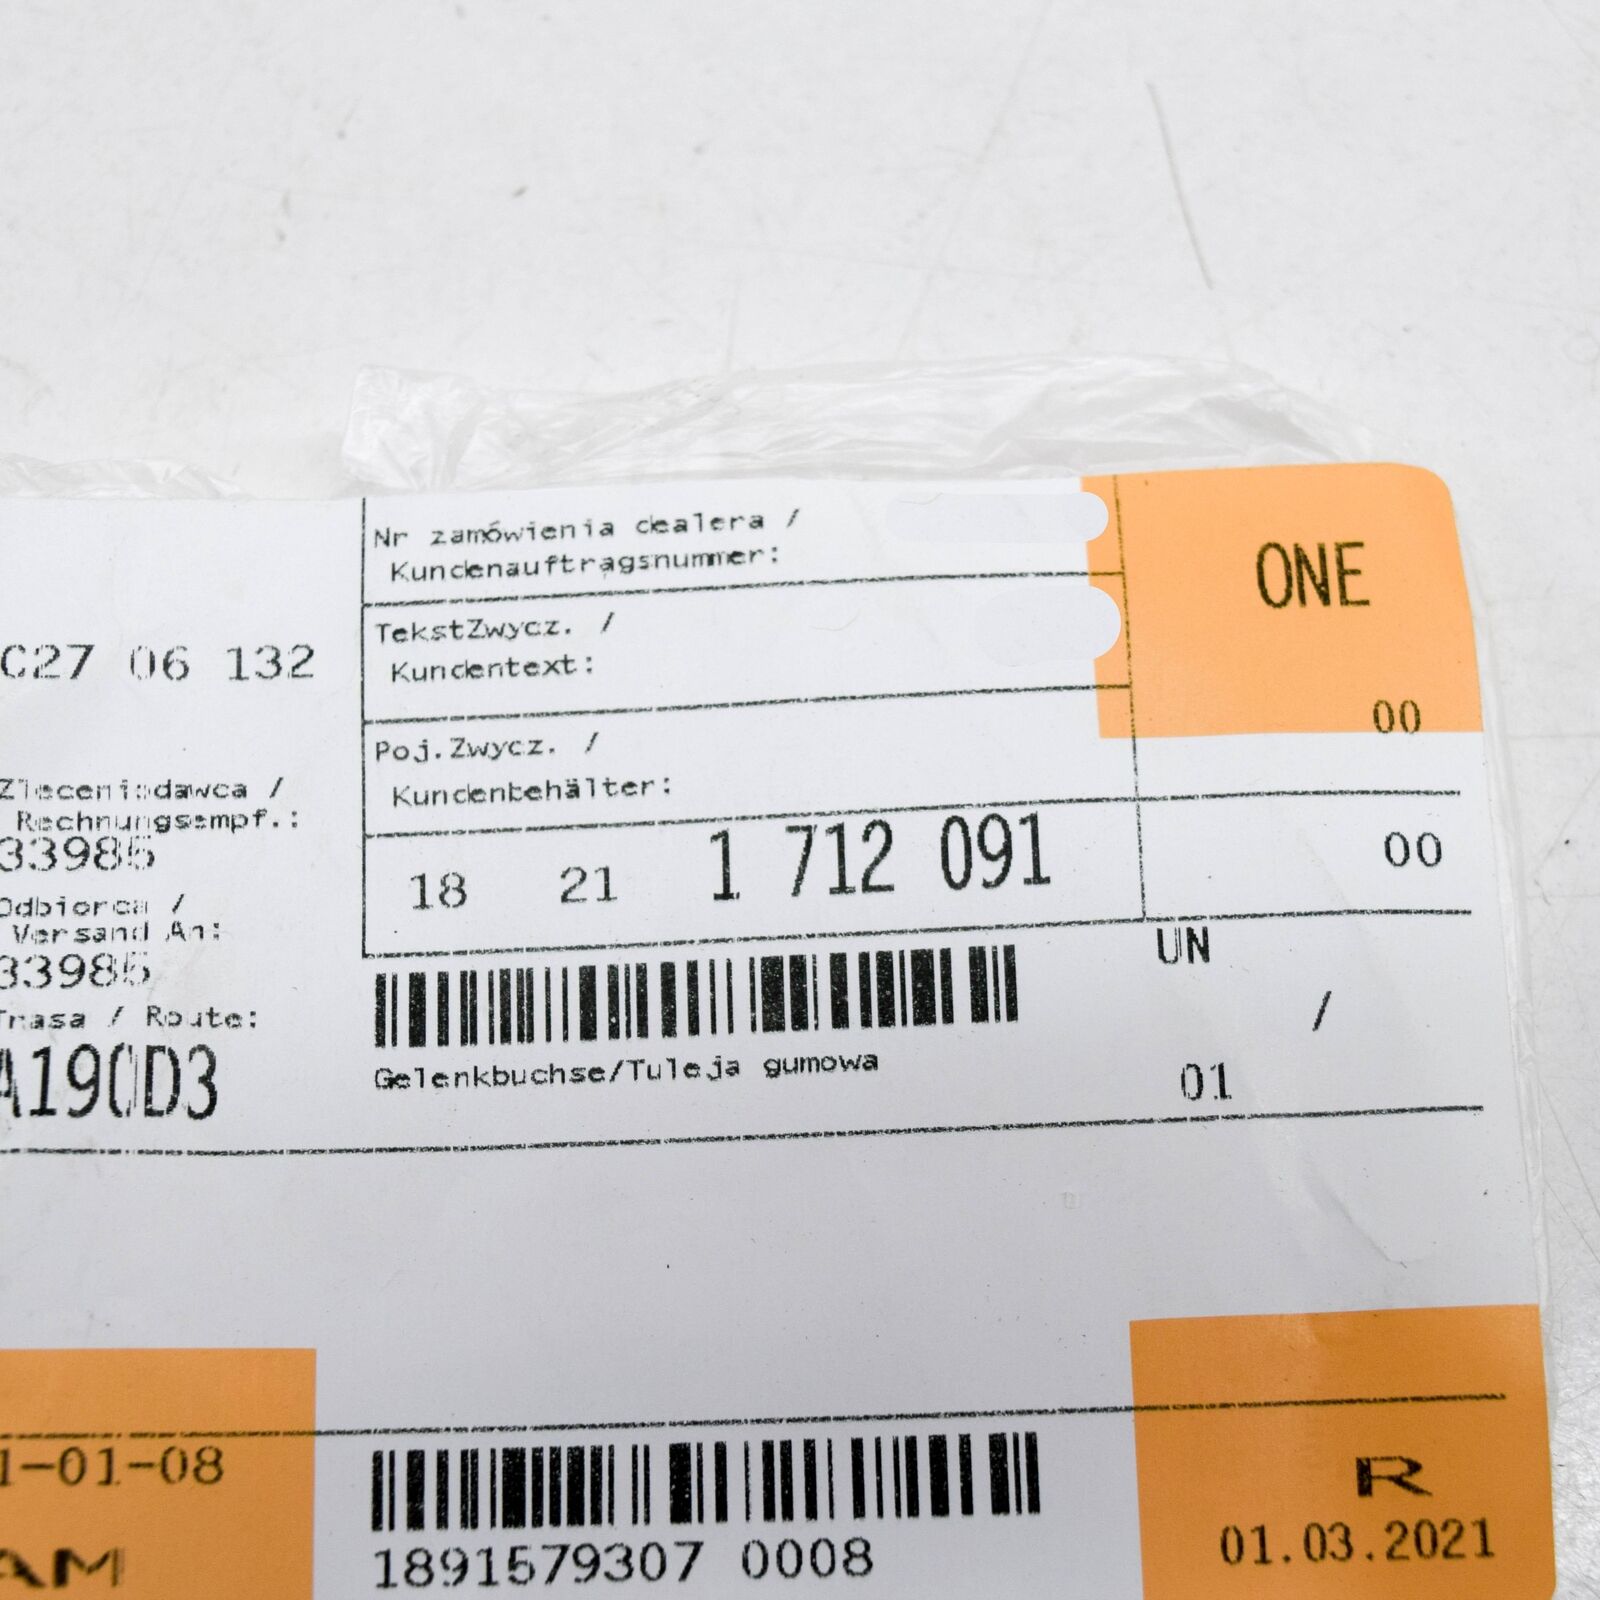 Nr zamówienia dealera /
Kundenauftragsnummer:
ONE
TekstZwycz. /
Kundentext:
C27 06 132
00
Poj.Zwycz. /
Kundenbehälter:
Zleceniodawca /
Rechnungsempf.:
33985
18 21 1 712 091
00
Odbiorca /
Versand An:
33985
UN
Trasa / Route:
/
A190D3
Gelenkbuchse/Tuleja gumowa
01
1-01-08
R
AM
1891579307 0008
01.03.2021